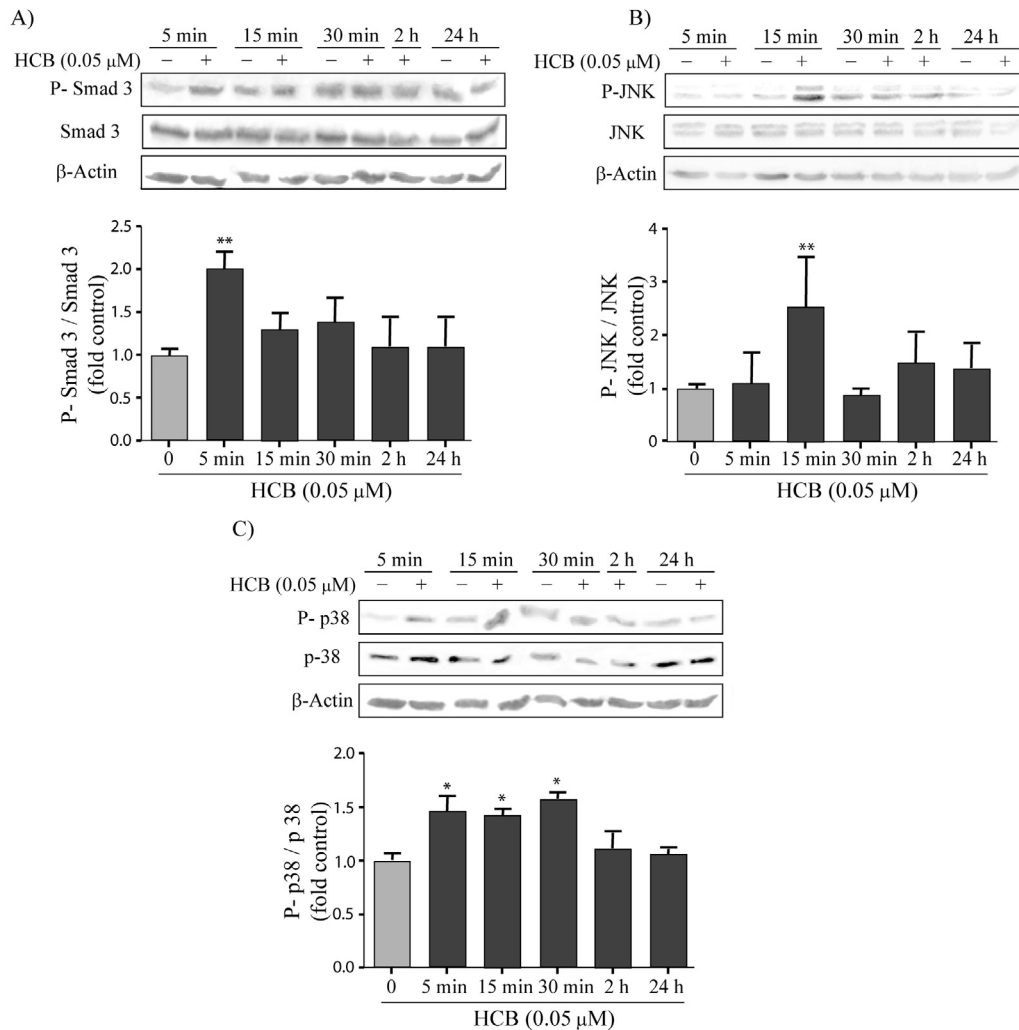 A)
5 min 15 min 30 min 2 h 24 h
HCB (0.05 μM) – + – + – + + – +
P- Smad 3
Smad 3
β-Actin
P- Smad 3 / Smad 3
(fold control)
2.5
2.0
1.5
1.0
0.5
0.0
**
0 5 min 15 min 30 min 2 h 24 h
HCB (0.05 μM)
B)
5 min 15 min 30 min 2 h 24 h
HCB (0.05 μM) – + – + – + + – +
P-JNK
JNK
β-Actin
P- JNK / JNK
(fold control)
4
3
2
1
0
**
0 5 min 15 min 30 min 2 h 24 h
HCB (0.05 μM)
C)
5 min 15 min 30 min 2 h 24 h
HCB (0.05 μM) – + – + – + + – +
P- p38
p-38
β-Actin
P- p38 / p 38
(fold control)
2.0
1.5
1.0
0.5
0.0
* * *
0 5 min 15 min 30 min 2 h 24 h
HCB (0.05 μM)